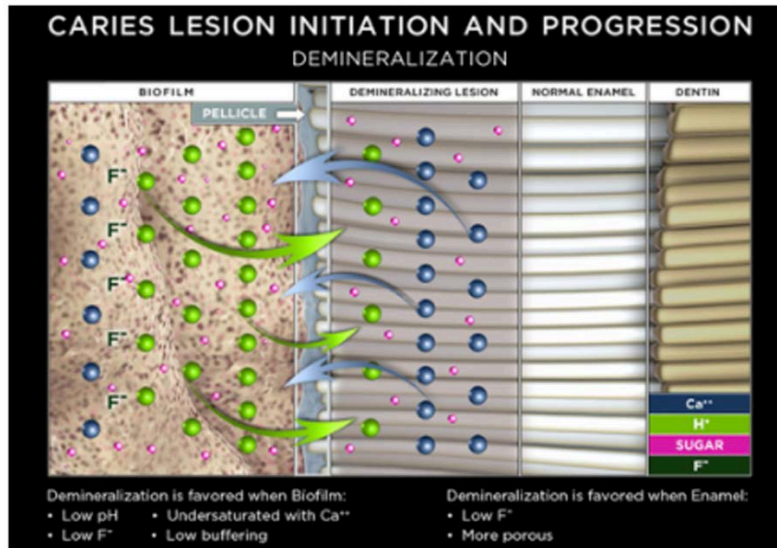 CARIES LESION INITIATION AND PROGRESSION
DEMINERALIZATION
BIOFILM
DEMINERALIZING LESION
NORMAL ENAMEL
DENTIN
PELLICLE
F⁻
F⁻
F⁻
F⁻
F⁻
Ca⁺⁺
H⁺
SUGAR
F⁻
Demineralization is favored when Biofilm:
• Low pH • Undersaturated with Ca⁺⁺
• Low F⁻ • Low buffering
Demineralization is favored when Enamel:
• Low F⁻
• More porous